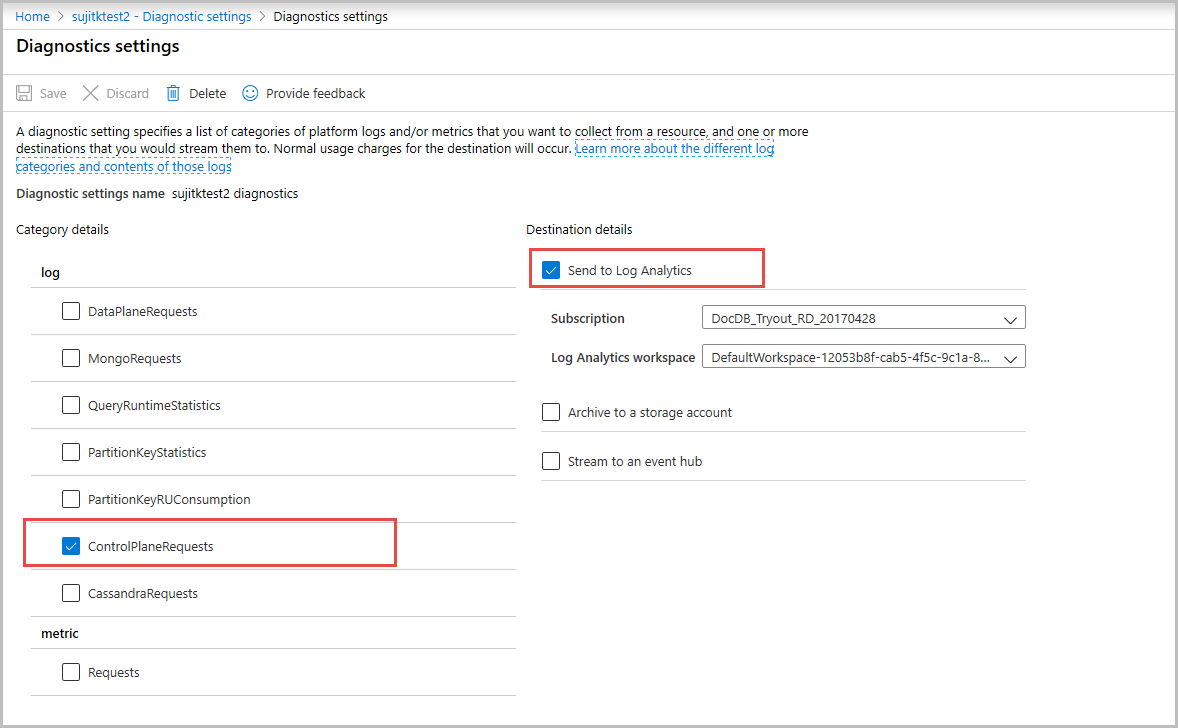 Home > sujitktest2 - Diagnostic settings > Diagnostics settings
Diagnostics settings
Save Discard Delete Provide feedback
A diagnostic setting specifies a list of categories of platform logs and/or metrics that you want to collect from a resource, and one or more
destinations that you would stream them to. Normal usage charges for the destination will occur. Learn more about the different log
categories and contents of those logs
Diagnostic settings name sujitktest2 diagnostics
Category details
log
DataPlaneRequests
MongoRequests
QueryRuntimeStatistics
PartitionKeyStatistics
PartitionKeyRUConsumption
ControlPlaneRequests
CassandraRequests
metric
Requests
Destination details
Send to Log Analytics
Subscription DocDB_Tryout_RD_20170428
Log Analytics workspace DefaultWorkspace-12053b8f-cab5-4f5c-9c1a-8...
Archive to a storage account
Stream to an event hub